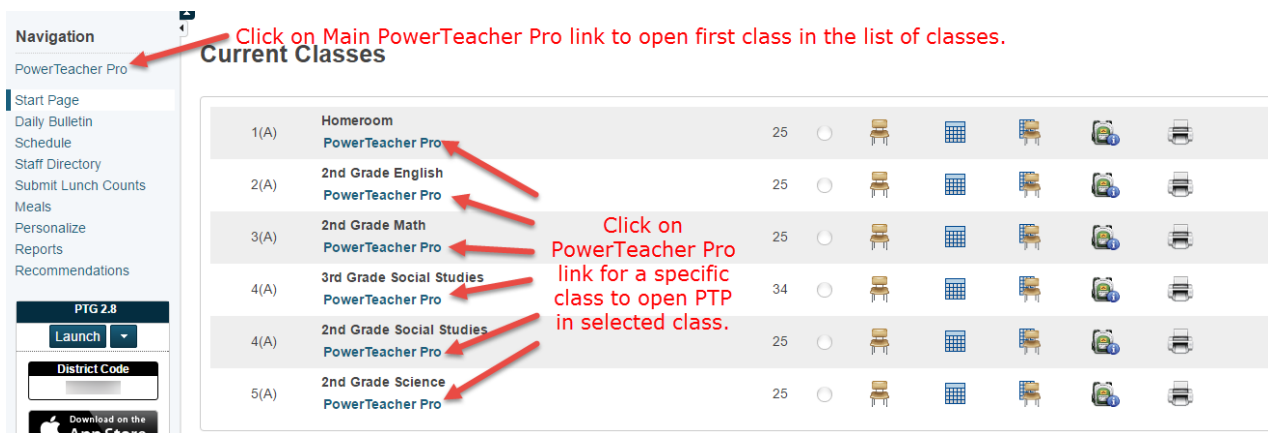 Navigation
Click on Main PowerTeacher Pro link to open first class in the list of classes.
PowerTeacher Pro
Current Classes
Start Page
Daily Bulletin
Schedule
Staff Directory
Submit Lunch Counts
Meals
Personalize
Reports
Recommendations
PTG 2.8
Launch
District Code
Download on the
App Store
1(A) Homeroom 25
PowerTeacher Pro
2(A) 2nd Grade English 25
PowerTeacher Pro
3(A) 2nd Grade Math 25
PowerTeacher Pro
4(A) 3rd Grade Social Studies 34
PowerTeacher Pro
4(A) 2nd Grade Social Studies 25
PowerTeacher Pro
5(A) 2nd Grade Science 25
PowerTeacher Pro
Click on
PowerTeacher Pro
link for a specific
class to open PTP
in selected class.